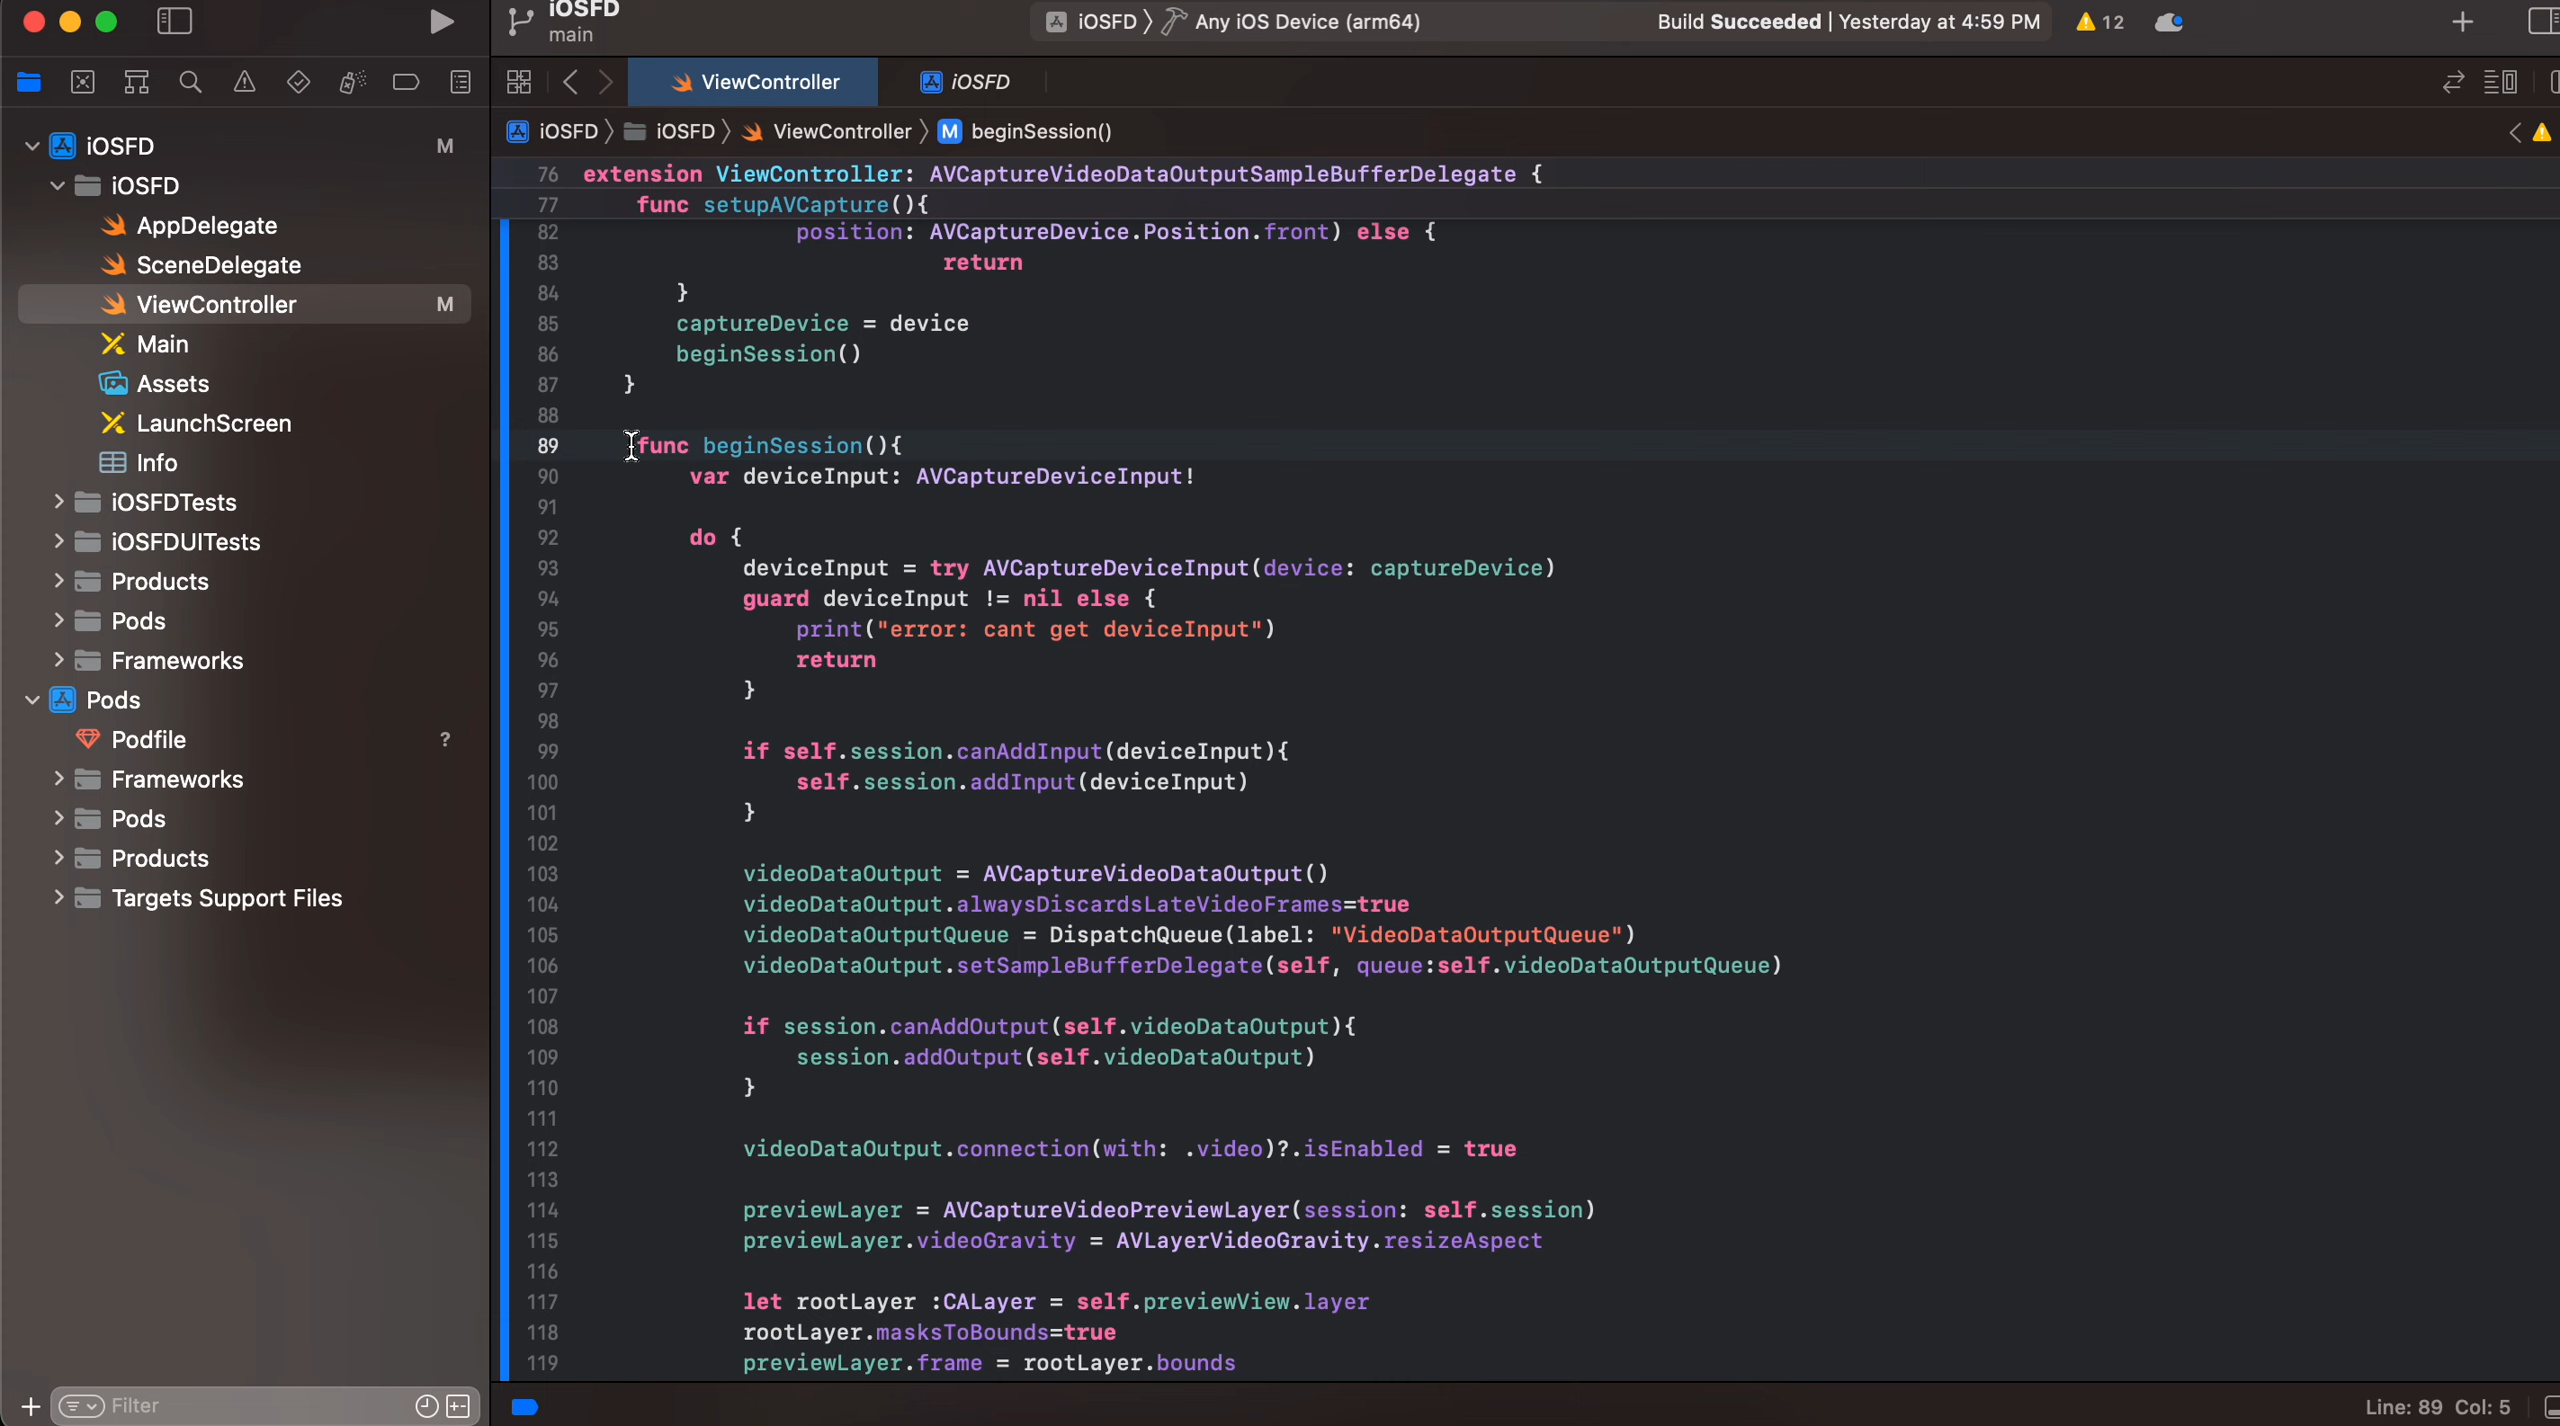 iOSFD
main
iOSFD 〉 Any iOS Device (arm64)
Build Succeeded | Yesterday at 4:59 PM
12
ViewController
iOSFD
iOSFD 〉 iOSFD 〉 ViewController 〉 M beginSession()
iOSFD M
iOSFD
AppDelegate
SceneDelegate
ViewController M
Main
Assets
LaunchScreen
Info
iOSFDTests
iOSFDUITests
Products
Pods
Frameworks
Pods
Podfile ?
Frameworks
Pods
Products
Targets Support Files
Filter
76 extension ViewController: AVCaptureVideoDataOutputSampleBufferDelegate {
77 func setupAVCapture(){
82 position: AVCaptureDevice.Position.front) else {
83 return
84 }
85 captureDevice = device
86 beginSession()
87 }
88
89 func beginSession(){
90 var deviceInput: AVCaptureDeviceInput!
91
92 do {
93 deviceInput = try AVCaptureDeviceInput(device: captureDevice)
94 guard deviceInput != nil else {
95 print("error: cant get deviceInput")
96 return
97 }
98
99 if self.session.canAddInput(deviceInput){
100 self.session.addInput(deviceInput)
101 }
102
103 videoDataOutput = AVCaptureVideoDataOutput()
104 videoDataOutput.alwaysDiscardsLateVideoFrames=true
105 videoDataOutputQueue = DispatchQueue(label: "VideoDataOutputQueue")
106 videoDataOutput.setSampleBufferDelegate(self, queue:self.videoDataOutputQueue)
107
108 if session.canAddOutput(self.videoDataOutput){
109 session.addOutput(self.videoDataOutput)
110 }
111
112 videoDataOutput.connection(with: .video)?.isEnabled = true
113
114 previewLayer = AVCaptureVideoPreviewLayer(session: self.session)
115 previewLayer.videoGravity = AVLayerVideoGravity.resizeAspect
116
117 let rootLayer :CALayer = self.previewView.layer
118 rootLayer.masksToBounds=true
119 previewLayer.frame = rootLayer.bounds
Line: 89 Col: 5